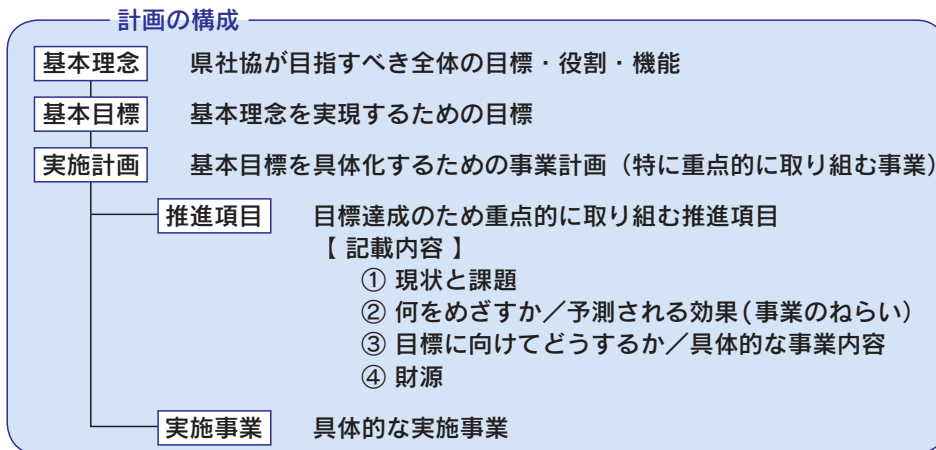 計画の構成
基本理念 県社協が目指すべき全体の目標・役割・機能
基本目標 基本理念を実現するための目標
実施計画 基本目標を具体化するための事業計画（特に重点的に取り組む事業）
推進項目 目標達成のため重点的に取り組む推進項目
【 記載内容 】
① 現状と課題
② 何をめざすか／予測される効果(事業のねらい)
③ 目標に向けてどうするか／具体的な事業内容
④ 財源
実施事業 具体的な実施事業